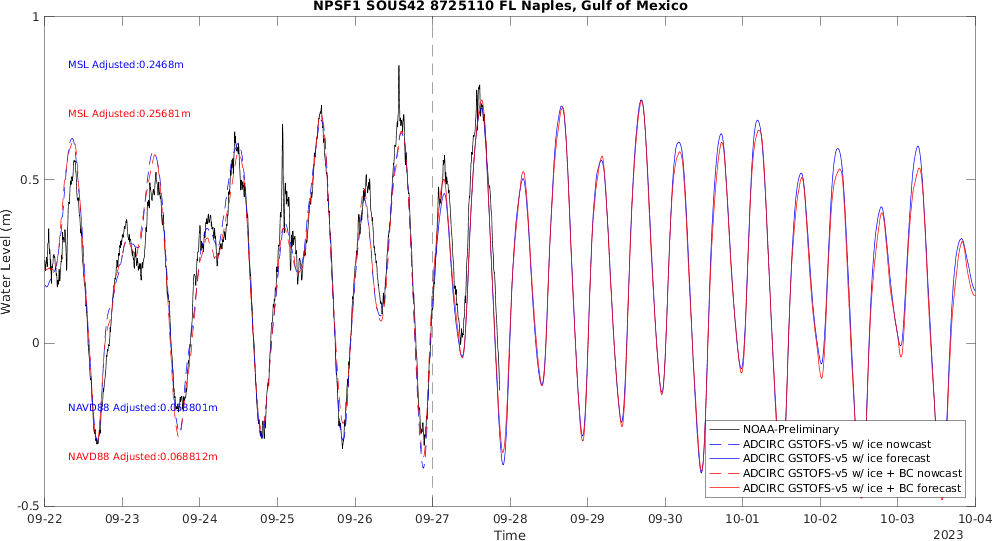 NPSF1 SOUS42 8725110 FL Naples, Gulf of Mexico
1
MSL Adjusted:0.2468m
MSL Adjusted:0.25681m
0.5
Water Level (m)
0
NAVD88 Adjusted:0.058801m
NAVD88 Adjusted:0.068812m
NOAA-Preliminary
ADCIRC GSTOFS-v5 w/ ice nowcast
ADCIRC GSTOFS-v5 w/ ice forecast
ADCIRC GSTOFS-v5 w/ ice + BC nowcast
ADCIRC GSTOFS-v5 w/ ice + BC forecast
-0.5
09-22 09-23 09-24 09-25 09-26 09-27 09-28 09-29 09-30 10-01 10-02 10-03 10-04
Time
2023